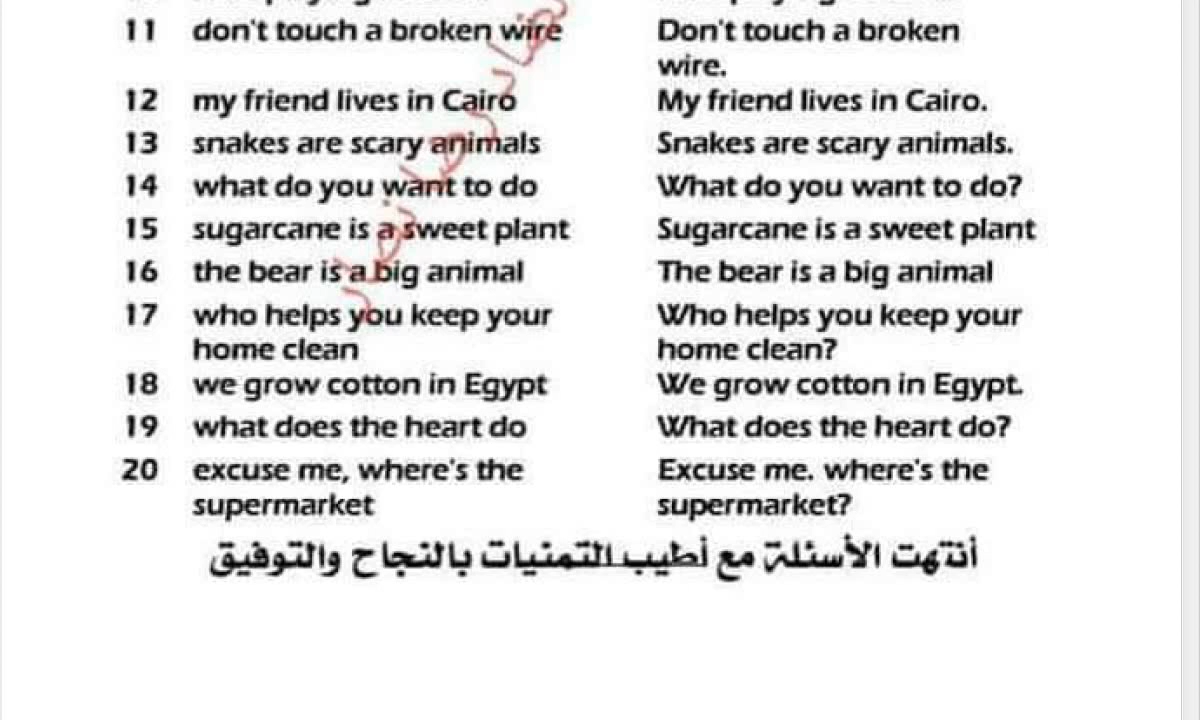 11 don't touch a broken wire Don't touch a broken
wire.
12 my friend lives in Cairo My friend lives in Cairo.
13 snakes are scary animals Snakes are scary animals.
14 what do you want to do What do you want to do?
15 sugarcane is a sweet plant Sugarcane is a sweet plant
16 the bear is a big animal The bear is a big animal
17 who helps you keep your Who helps you keep your
home clean home clean?
18 we grow cotton in Egypt We grow cotton in Egypt.
19 what does the heart do What does the heart do?
20 excuse me, where's the Excuse me. where's the
supermarket supermarket?
أنتهت الأسئلة مع أطيب التمنيات بالنجاح والتوفيق